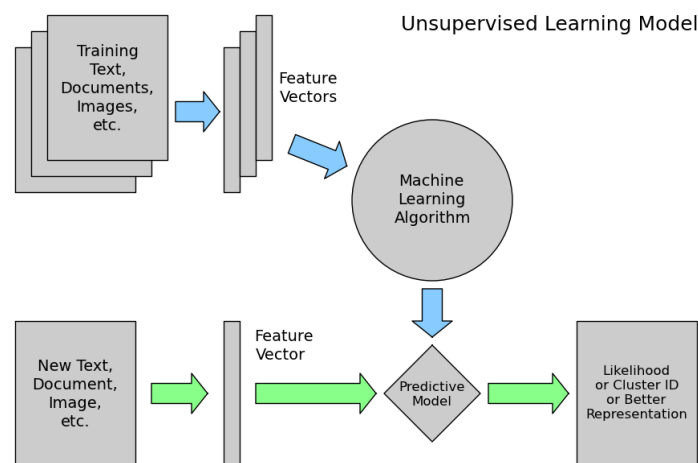 Unsupervised Learning Model
Training
Text,
Documents,
Images,
etc.
Feature
Vectors
Machine
Learning
Algorithm
New Text,
Document,
Image,
etc.
Feature
Vector
Predictive
Model
Likelihood
or Cluster ID
or Better
Representation